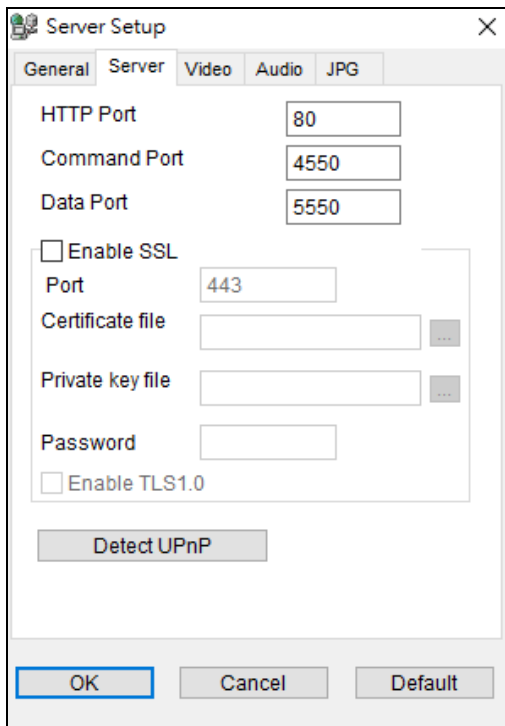 Server Setup
General Server Video Audio JPG
HTTP Port 80
Command Port 4550
Data Port 5550
Enable SSL
Port 443
Certificate file ...
Private key file ...
Password
Enable TLS1.0
Detect UPnP
OK Cancel Default